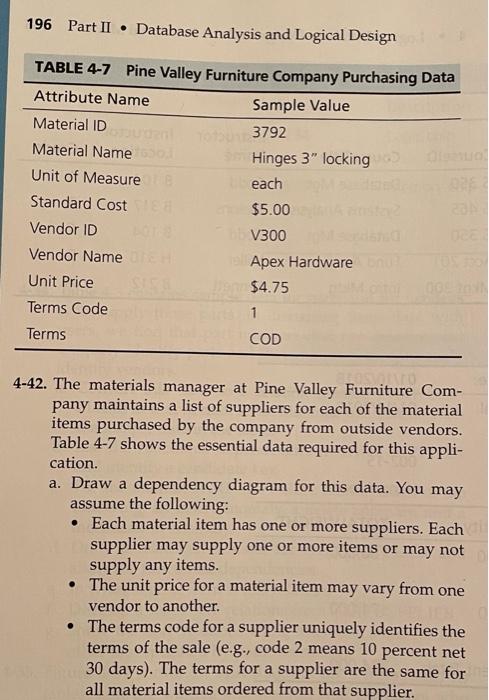 196 Part II • Database Analysis and Logical Design
TABLE 4-7 Pine Valley Furniture Company Purchasing Data
Attribute Name Sample Value
Material ID 3792
Material Name Hinges 3" locking
Unit of Measure each
Standard Cost $5.00
Vendor ID V300
Vendor Name Apex Hardware
Unit Price $4.75
Terms Code 1
Terms COD
4-42. The materials manager at Pine Valley Furniture Com-
pany maintains a list of suppliers for each of the material
items purchased by the company from outside vendors.
Table 4-7 shows the essential data required for this appli-
cation.
a. Draw a dependency diagram for this data. You may
assume the following:
• Each material item has one or more suppliers. Each
supplier may supply one or more items or may not
supply any items.
• The unit price for a material item may vary from one
vendor to another.
• The terms code for a supplier uniquely identifies the
terms of the sale (e.g., code 2 means 10 percent net
30 days). The terms for a supplier are the same for
all material items ordered from that supplier.